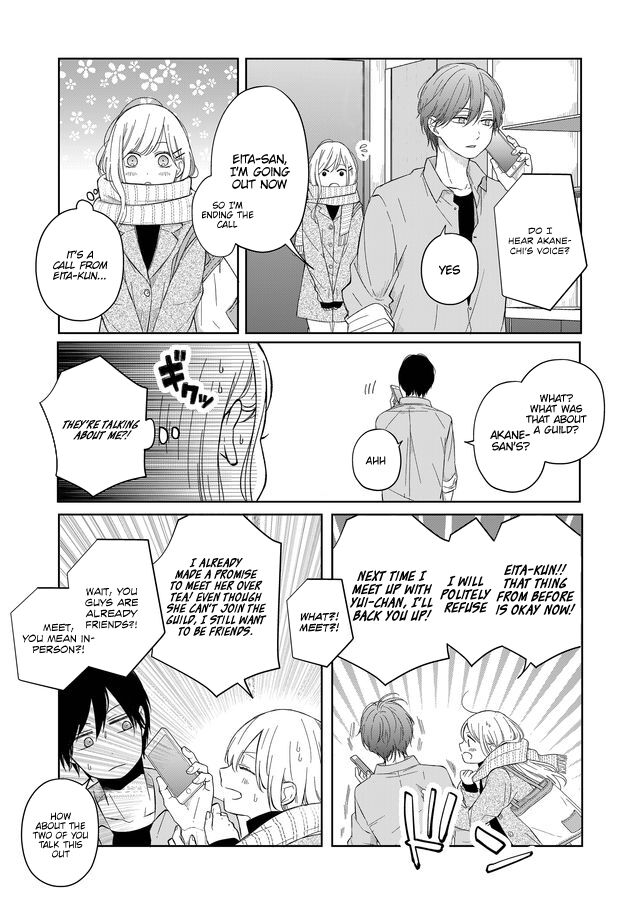 DO I
HEAR AKANE-
CHI'S VOICE?
YES
EITA-SAN,
I'M GOING
OUT NOW
SO I'M
ENDING THE
CALL
IT'S A
CALL FROM
EITA-KUN...
WHAT?
WHAT WAS
THAT ABOUT
A GUILD?
AKANE-
SAN'S?
AHH
ギクッ
THEY'RE TALKING
ABOUT ME?!
EITA-KUN!!
THAT THING
FROM BEFORE
IS OKAY NOW!
I WILL
POLITELY
REFUSE
NEXT TIME I
MEET UP WITH
YUI-CHAN, I'LL
BACK YOU UP!
ドドド
WHAT?!
MEET?!
I ALREADY
MADE A PROMISE
TO MEET HER OVER
TEA! EVEN THOUGH
SHE CAN'T JOIN THE
GUILD, I STILL WANT
TO BE FRIENDS.
WAIT, YOU
GUYS ARE
ALREADY
FRIENDS?!
MEET,
YOU MEAN IN-
PERSON?!
HOW
ABOUT THE
TWO OF YOU
TALK THIS
OUT